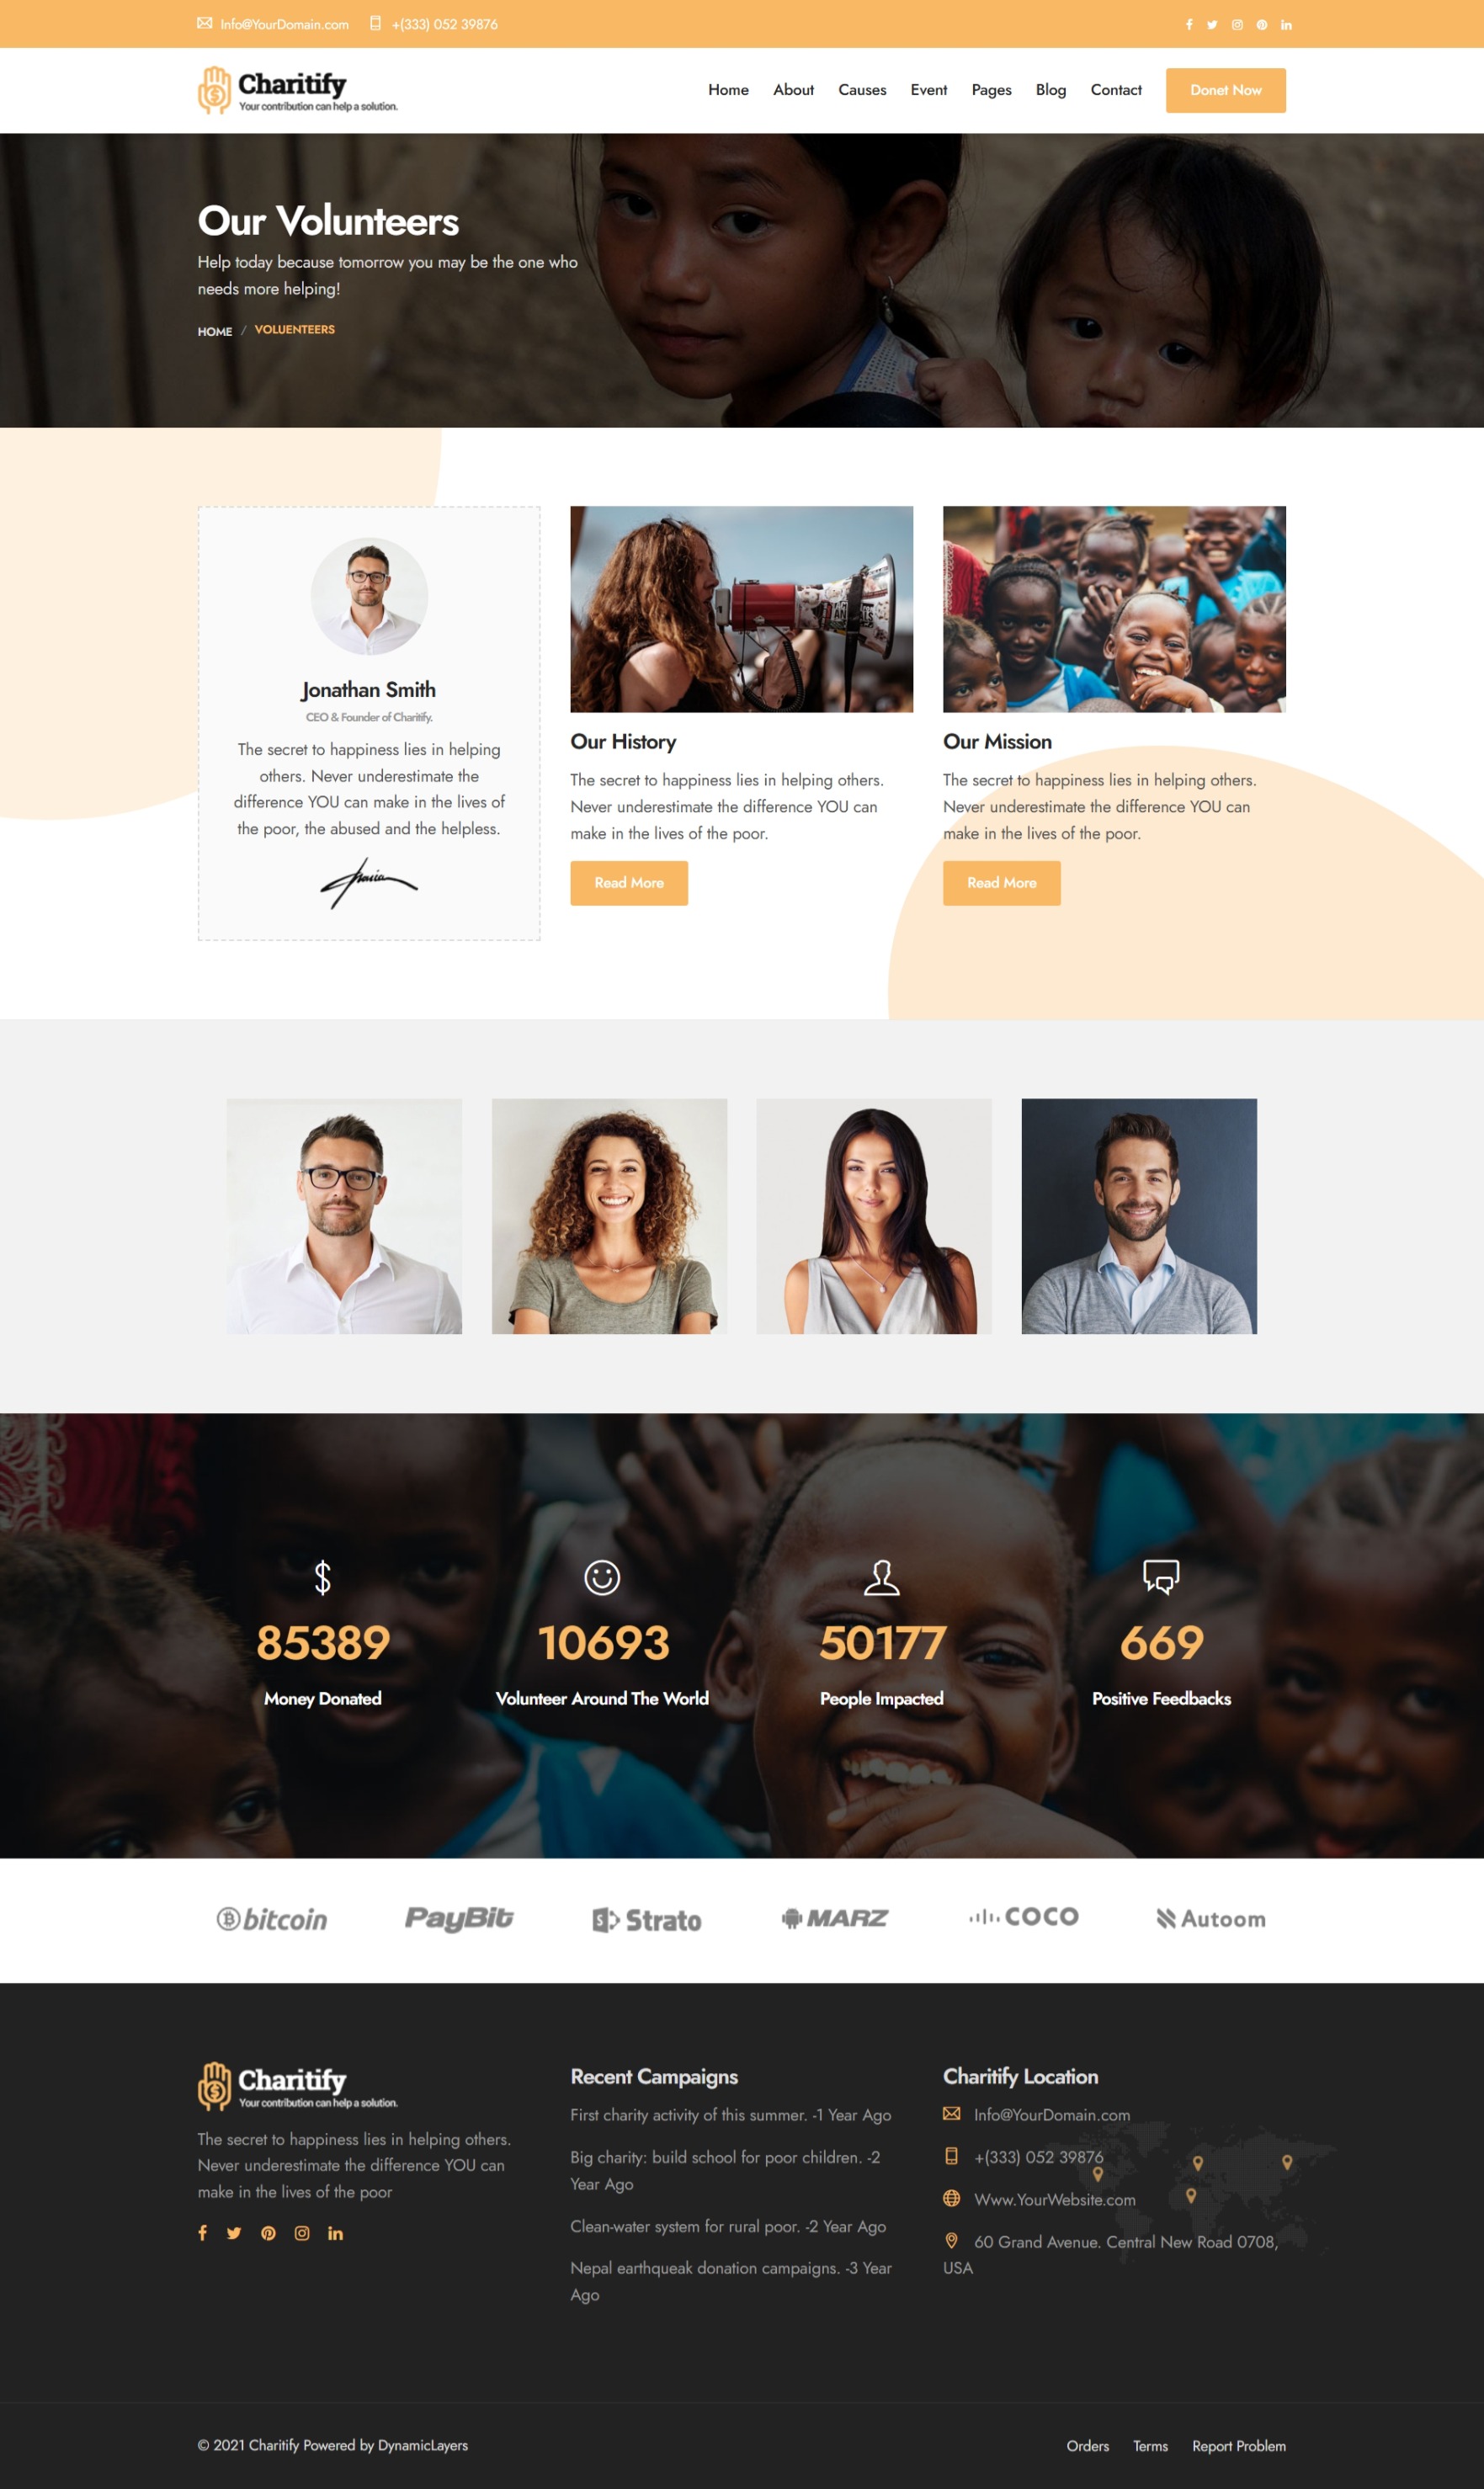 Info@YourDomain.com +(333) 052 39876
Charitify
Your contribution can help a solution.
Home About Causes Event Pages Blog Contact Donet Now
Our Volunteers
Help today because tomorrow you may be the one who
needs more helping!
HOME / VOLUENTEERS
Jonathan Smith
CEO & Founder of Charitify.
The secret to happiness lies in helping
others. Never underestimate the
difference YOU can make in the lives of
the poor, the abused and the helpless.
Our History
The secret to happiness lies in helping others.
Never underestimate the difference YOU can
make in the lives of the poor.
Read More
Our Mission
The secret to happiness lies in helping others.
Never underestimate the difference YOU can
make in the lives of the poor.
Read More
85389
Money Donated
10693
Volunteer Around The World
50177
People Impacted
669
Positive Feedbacks
bitcoin PayBit Strato MARZ COCO Autoom
Charitify
Your contribution can help a solution.
The secret to happiness lies in helping others.
Never underestimate the difference YOU can
make in the lives of the poor
Recent Campaigns
First charity activity of this summer. -1 Year Ago
Big charity: build school for poor children. -2
Year Ago
Clean-water system for rural poor. -2 Year Ago
Nepal earthqueak donation campaigns. -3 Year
Ago
Charitify Location
Info@YourDomain.com
+(333) 052 39876
Www.YourWebsite.com
60 Grand Avenue. Central New Road 0708,
USA
© 2021 Charitify Powered by DynamicLayers
Orders Terms Report Problem